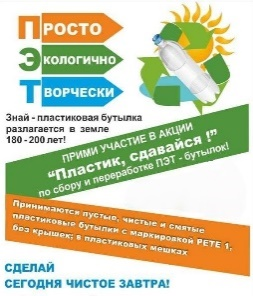 ПРОСТО
ЭКОЛОГИЧНО
ТВОРЧЕСКИ
Знай - пластиковая бутылка
разлагается в земле
180 - 200 лет!
ПРИМИ УЧАСТИЕ В АКЦИИ
“Пластик, сдавайся !”
по сбору и переработке ПЭТ - бутылок!
Принимаются пустые, чистые и смятые
пластиковые бутылки с маркировкой PETE 1,
без крышек; в пластиковых мешках
СДЕЛАЙ
СЕГОДНЯ ЧИСТОЕ ЗАВТРА!